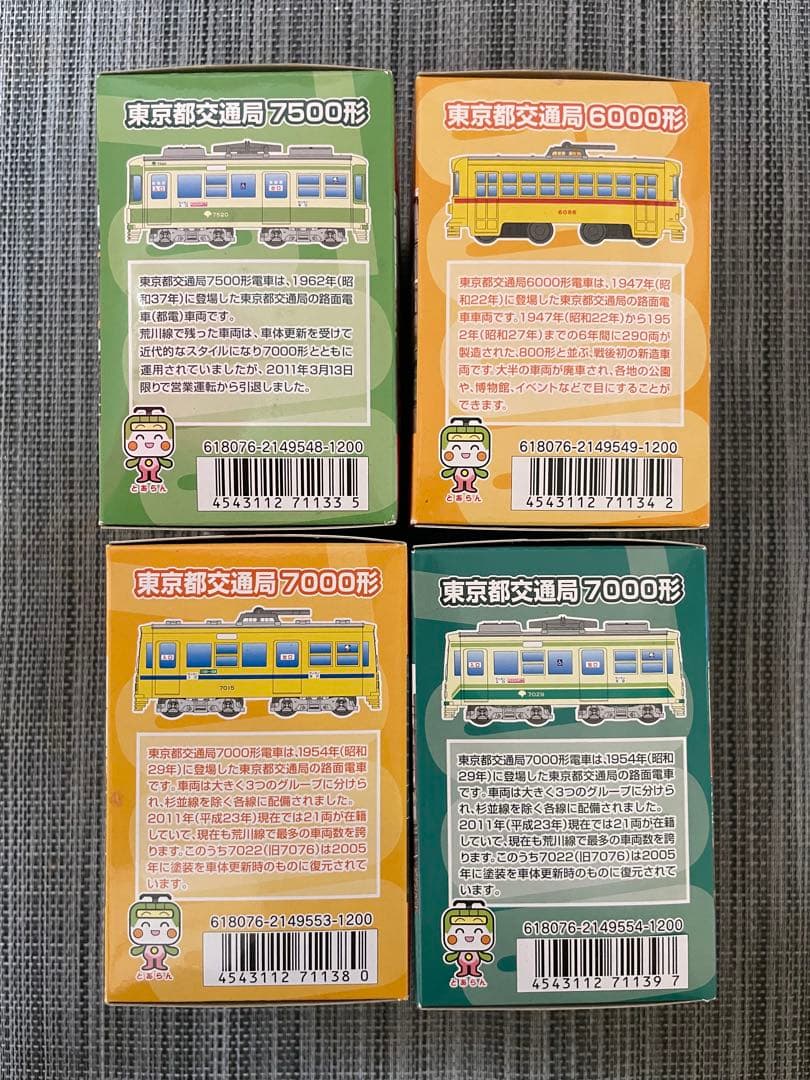 東京都交通局 7500形
7520
東京都交通局7500形電車は、1962年(昭
和37年)に登場した東京都交通局の路面電
車(都電)車両です。
荒川線で残った車両は、車体更新を受けて
近代的なスタイルになり7000形とともに
運用されていましたが、2011年3月13日
限りで営業運転から引退しました。
とあらん
618076-2149548-1200
4543112 711335
東京都交通局 6000形
6086
東京都交通局6000形電車は、1947年(昭
和22年)に登場した東京都交通局の路面電
車車両です。1947年(昭和22年)から195
2年(昭和27年)までの6年間に290両が
製造された、800形と並ぶ、戦後初の新造車
両です。大半の車両が廃車され、各地の公園
や、博物館、イベントなどで目にすることが
できます。
とあらん
618076-2149549-1200
4543112 711342
東京都交通局 7000形
7015
東京都交通局7000形電車は、1954年(昭和
29年)に登場した東京都交通局の路面電車
です。車両は大きく3つのグループに分けら
れ、杉並線を除く各線に配備されました。
2011年(平成23年)現在では21両が在籍
していて、現在も荒川線で最多の車両数を誇
ります。このうち7022(旧7076)は2005
年に塗装を車体更新時のものに復元されて
います。
とあらん
618076-2149553-1200
4543112 711380
東京都交通局 7000形
7029
東京都交通局7000形電車は、1954年(昭和
29年)に登場した東京都交通局の路面電車
です。車両は大きく3つのグループに分けら
れ、杉並線を除く各線に配備されました。
2011年(平成23年)現在では21両が在籍
していて、現在も荒川線で最多の車両数を誇
ります。このうち7022(旧7076)は2005
年に塗装を車体更新時のものに復元されて
います。
とあらん
618076-2149554-1200
4543112 711397